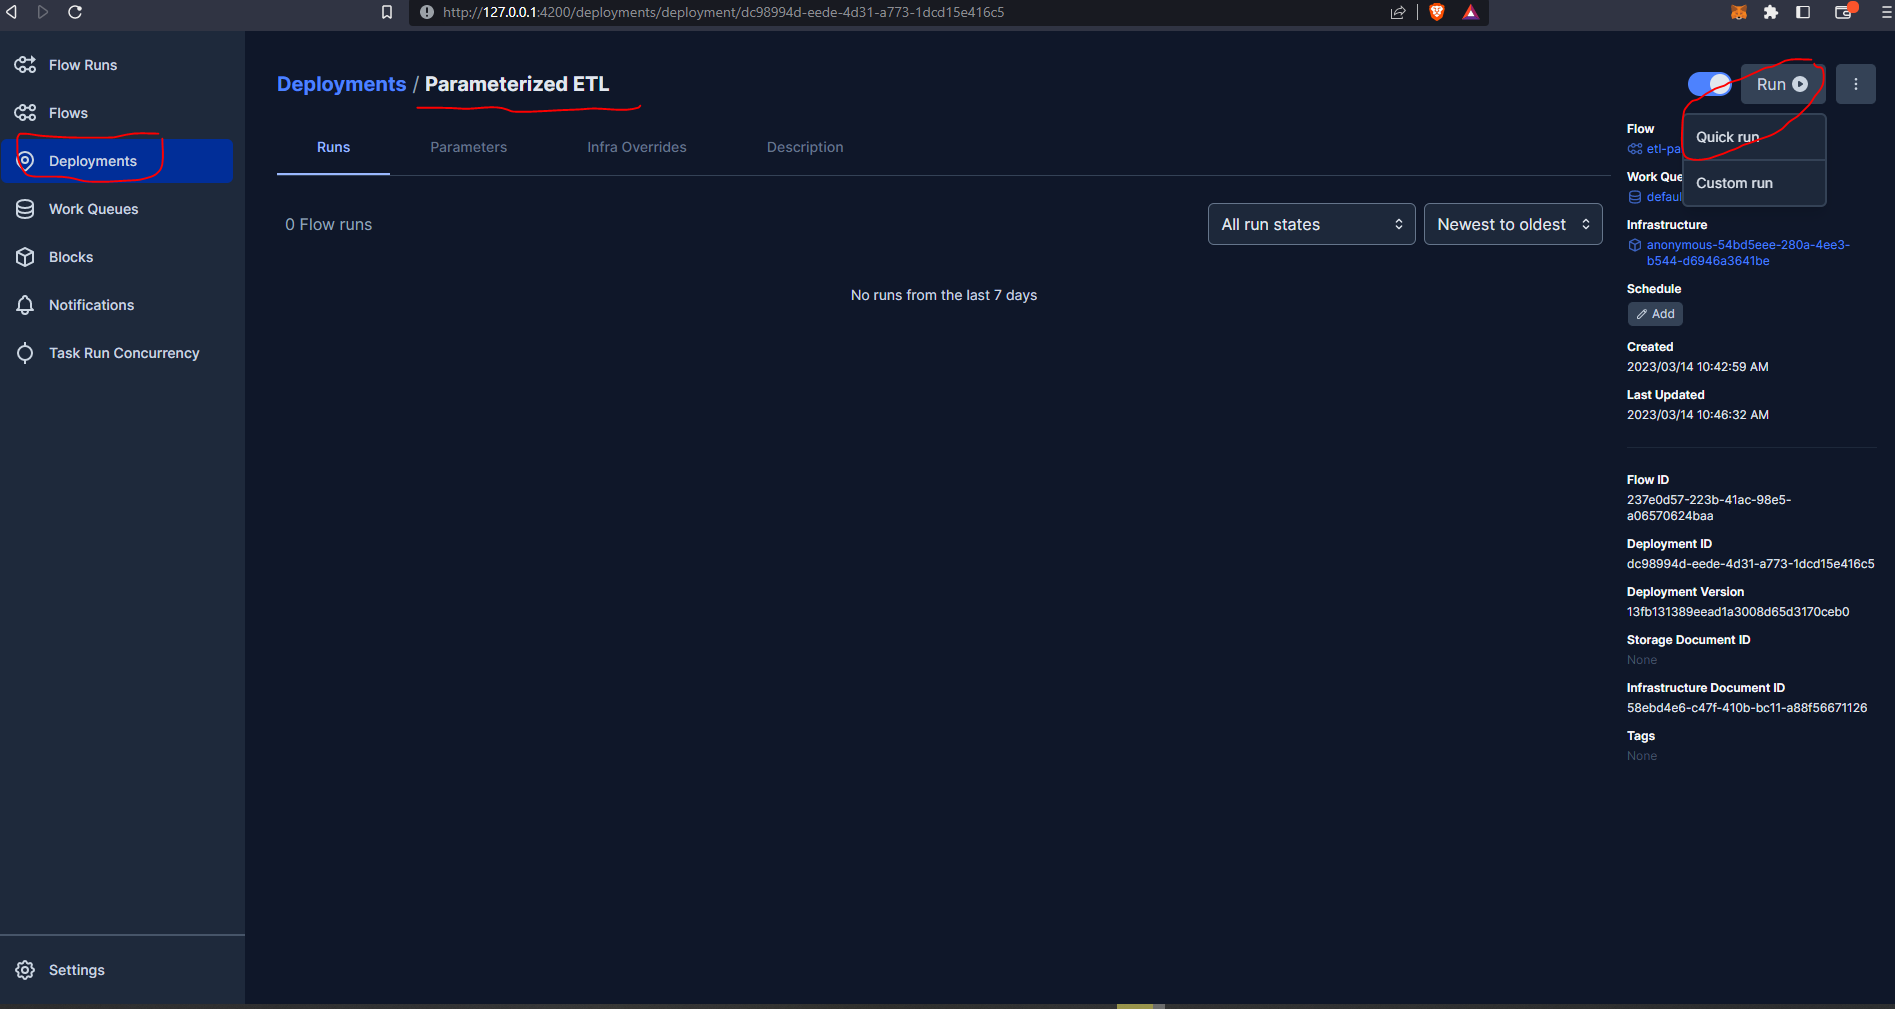 http://127.0.0.1:4200/deployments/deployment/dc98994d-eede-4d31-a773-1dcd15e416c5
Flow Runs
Flows
Deployments
Work Queues
Blocks
Notifications
Task Run Concurrency
Settings
Deployments / Parameterized ETL
Run
Quick run
Custom run
Runs
Parameters
Infra Overrides
Description
0 Flow runs
All run states
Newest to oldest
No runs from the last 7 days
Flow
etl-pa
Work Que
defaul
Infrastructure
anonymous-54bd5eee-280a-4ee3-
b544-d6946a3641be
Schedule
Add
Created
2023/03/14 10:42:59 AM
Last Updated
2023/03/14 10:46:32 AM
Flow ID
237e0d57-223b-41ac-98e5-
a06570624baa
Deployment ID
dc98994d-eede-4d31-a773-1dcd15e416c5
Deployment Version
13fb131389eead1a3008d65d3170ceb0
Storage Document ID
None
Infrastructure Document ID
58ebd4e6-c47f-410b-bc11-a88f56671126
Tags
None